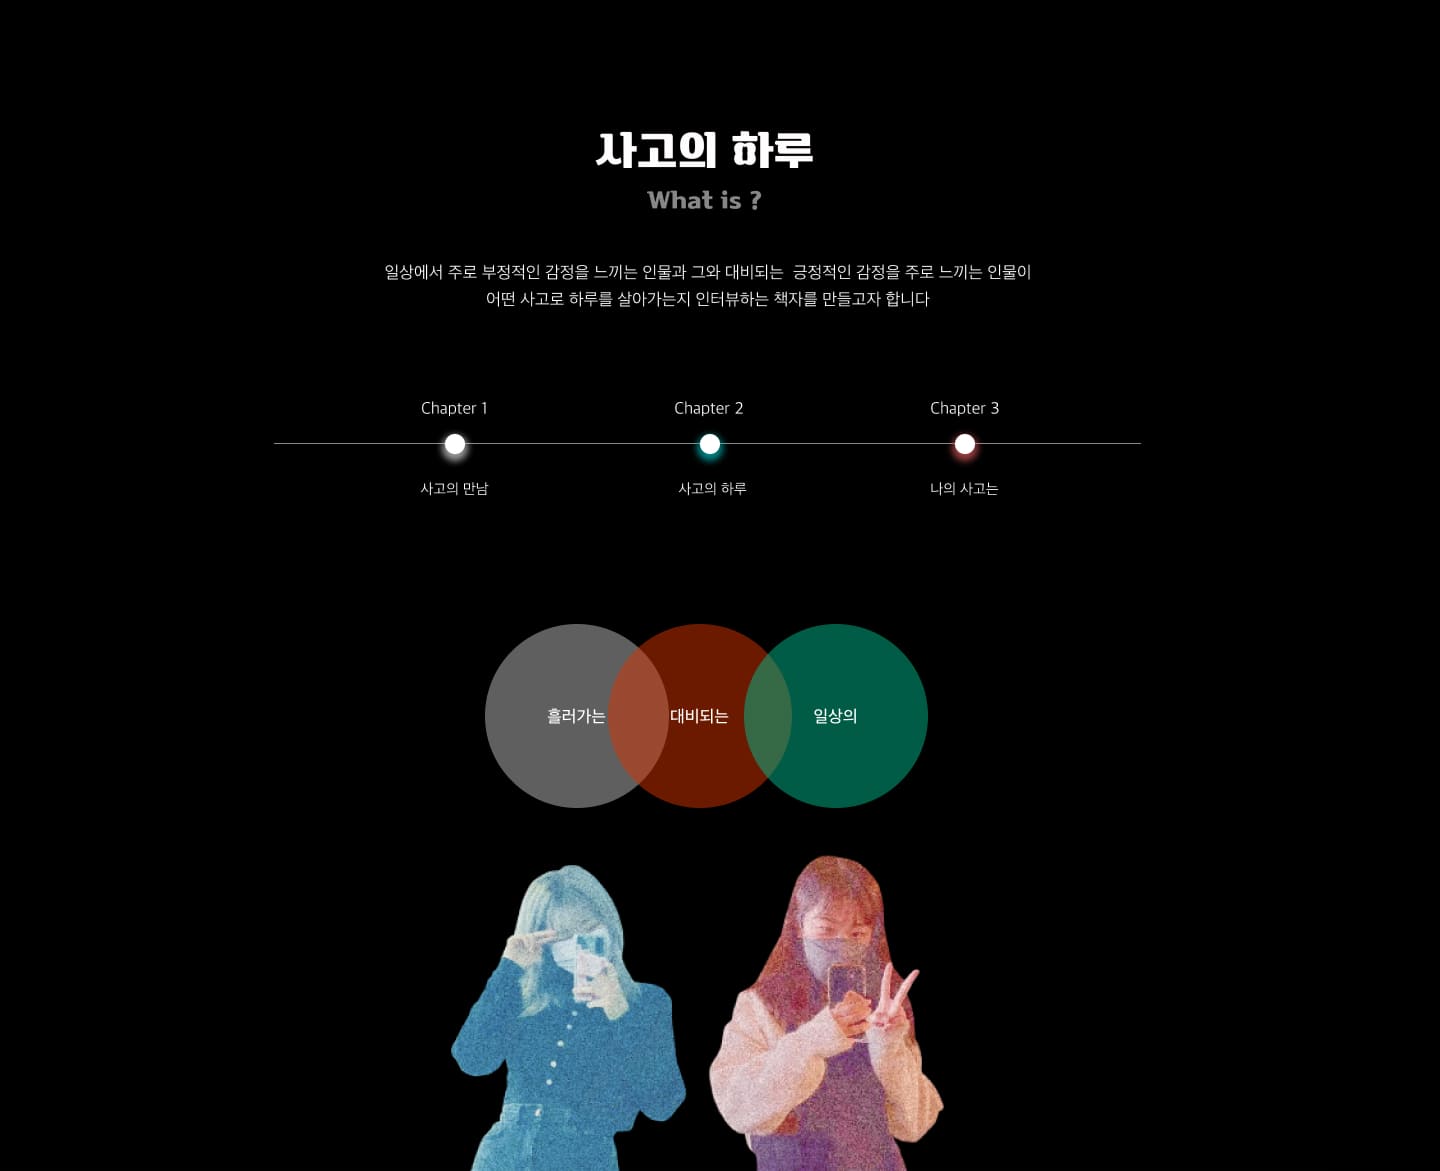 사고의 하루
What is ?
일상에서 주로 부정적인 감정을 느끼는 인물과 그와 대비되는  긍정적인 감정을 주로 느끼는 인물이
어떤 사고로 하루를 살아가는지 인터뷰하는 책자를 만들고자 합니다
Chapter 1
Chapter 2
Chapter 3
사고의 만남
사고의 하루
나의 사고는
흘러가는
대비되는
일상의